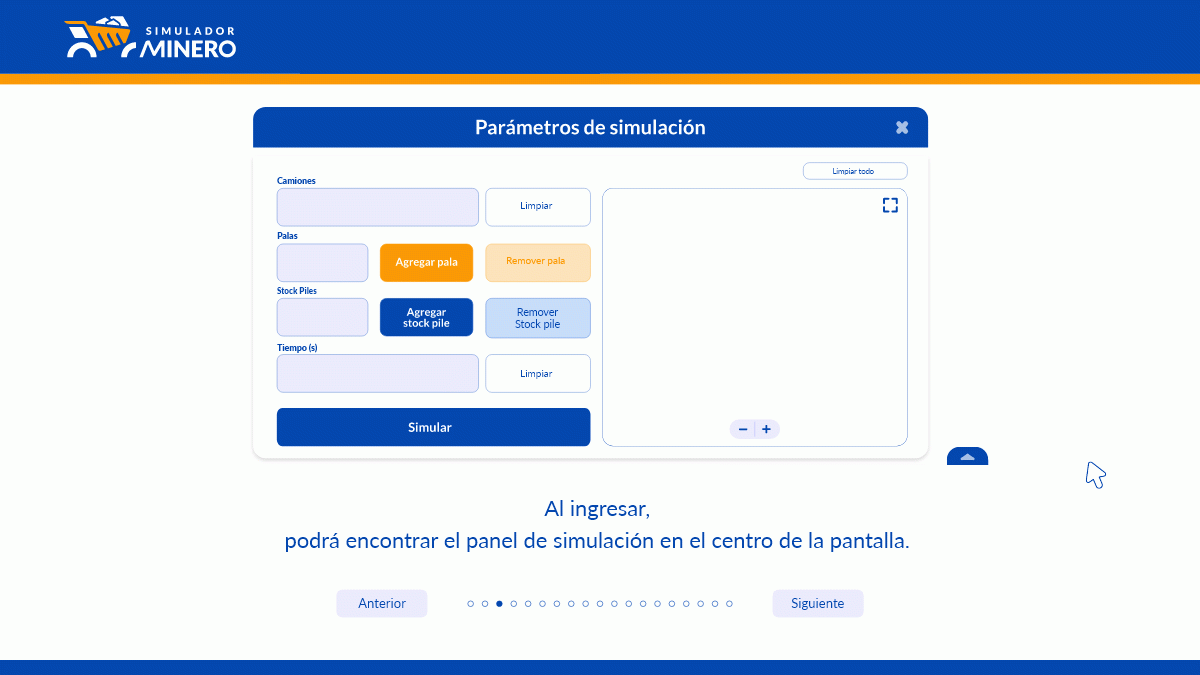 SIMULADOR
MINERO
Parámetros de simulación
Limpiar todo
Camiones
Limpiar
Palas
Agregar pala
Remover pala
Stock Piles
Agregar
stock pile
Remover
Stock pile
Tiempo (s)
Limpiar
Simular
Al ingresar,
podrá encontrar el panel de simulación en el centro de la pantalla.
Anterior
Siguiente